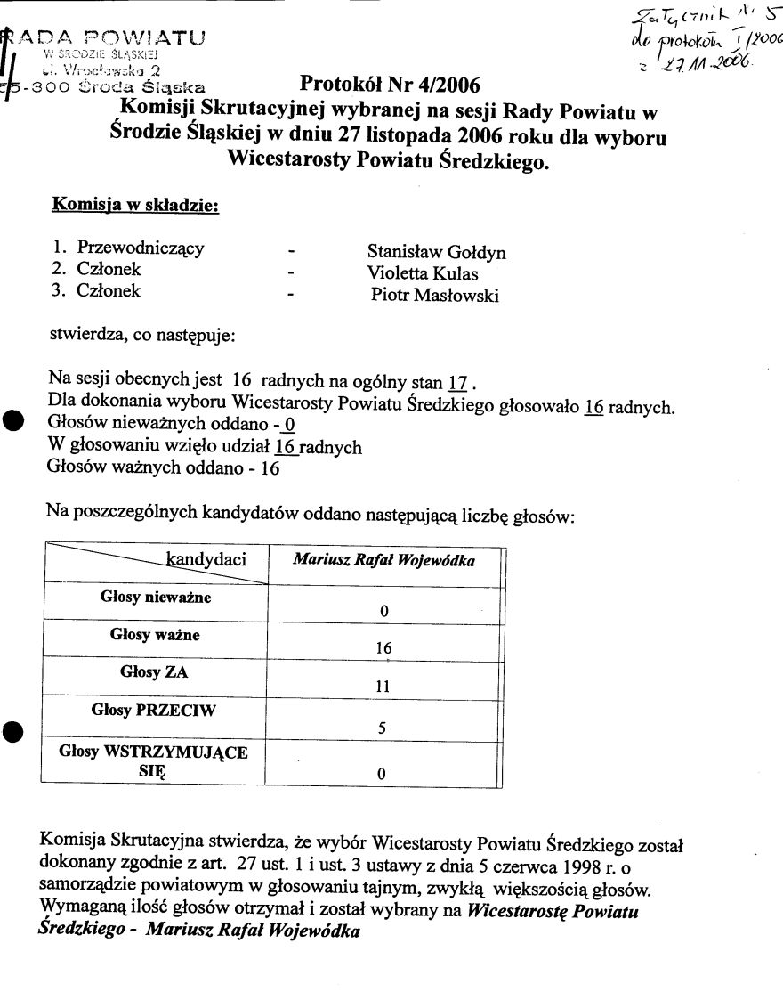 RADA POWIATU
W ŚRODZIE ŚLĄSKIEJ
ul. Wrocławska 2
55-300 Środa Śląska
Załącznik Nr 5
do protokółu I/2006
z 27.11.2006.
Protokół Nr 4/2006
Komisji Skrutacyjnej wybranej na sesji Rady Powiatu w
Środzie Śląskiej w dniu 27 listopada 2006 roku dla wyboru
Wicestarosty Powiatu Średzkiego.
Komisja w składzie:
1. Przewodniczący - Stanisław Gołdyn
2. Członek - Violetta Kulas
3. Członek - Piotr Masłowski
stwierdza, co następuje:
Na sesji obecnych jest 16 radnych na ogólny stan 17 .
Dla dokonania wyboru Wicestarosty Powiatu Średzkiego głosowało 16 radnych.
Głosów nieważnych oddano - 0
W głosowaniu wzięło udział 16 radnych
Głosów ważnych oddano - 16
Na poszczególnych kandydatów oddano następującą liczbę głosów:
kandydaci Mariusz Rafał Wojewódka
Głosy nieważne 0
Głosy ważne 16
Głosy ZA 11
Głosy PRZECIW 5
Głosy WSTRZYMUJĄCE
SIĘ 0
Komisja Skrutacyjna stwierdza, że wybór Wicestarosty Powiatu Średzkiego został
dokonany zgodnie z art. 27 ust. 1 i ust. 3 ustawy z dnia 5 czerwca 1998 r. o
samorządzie powiatowym w głosowaniu tajnym, zwykłą większością głosów.
Wymaganą ilość głosów otrzymał i został wybrany na Wicestarostę Powiatu
Średzkiego - Mariusz Rafał Wojewódka